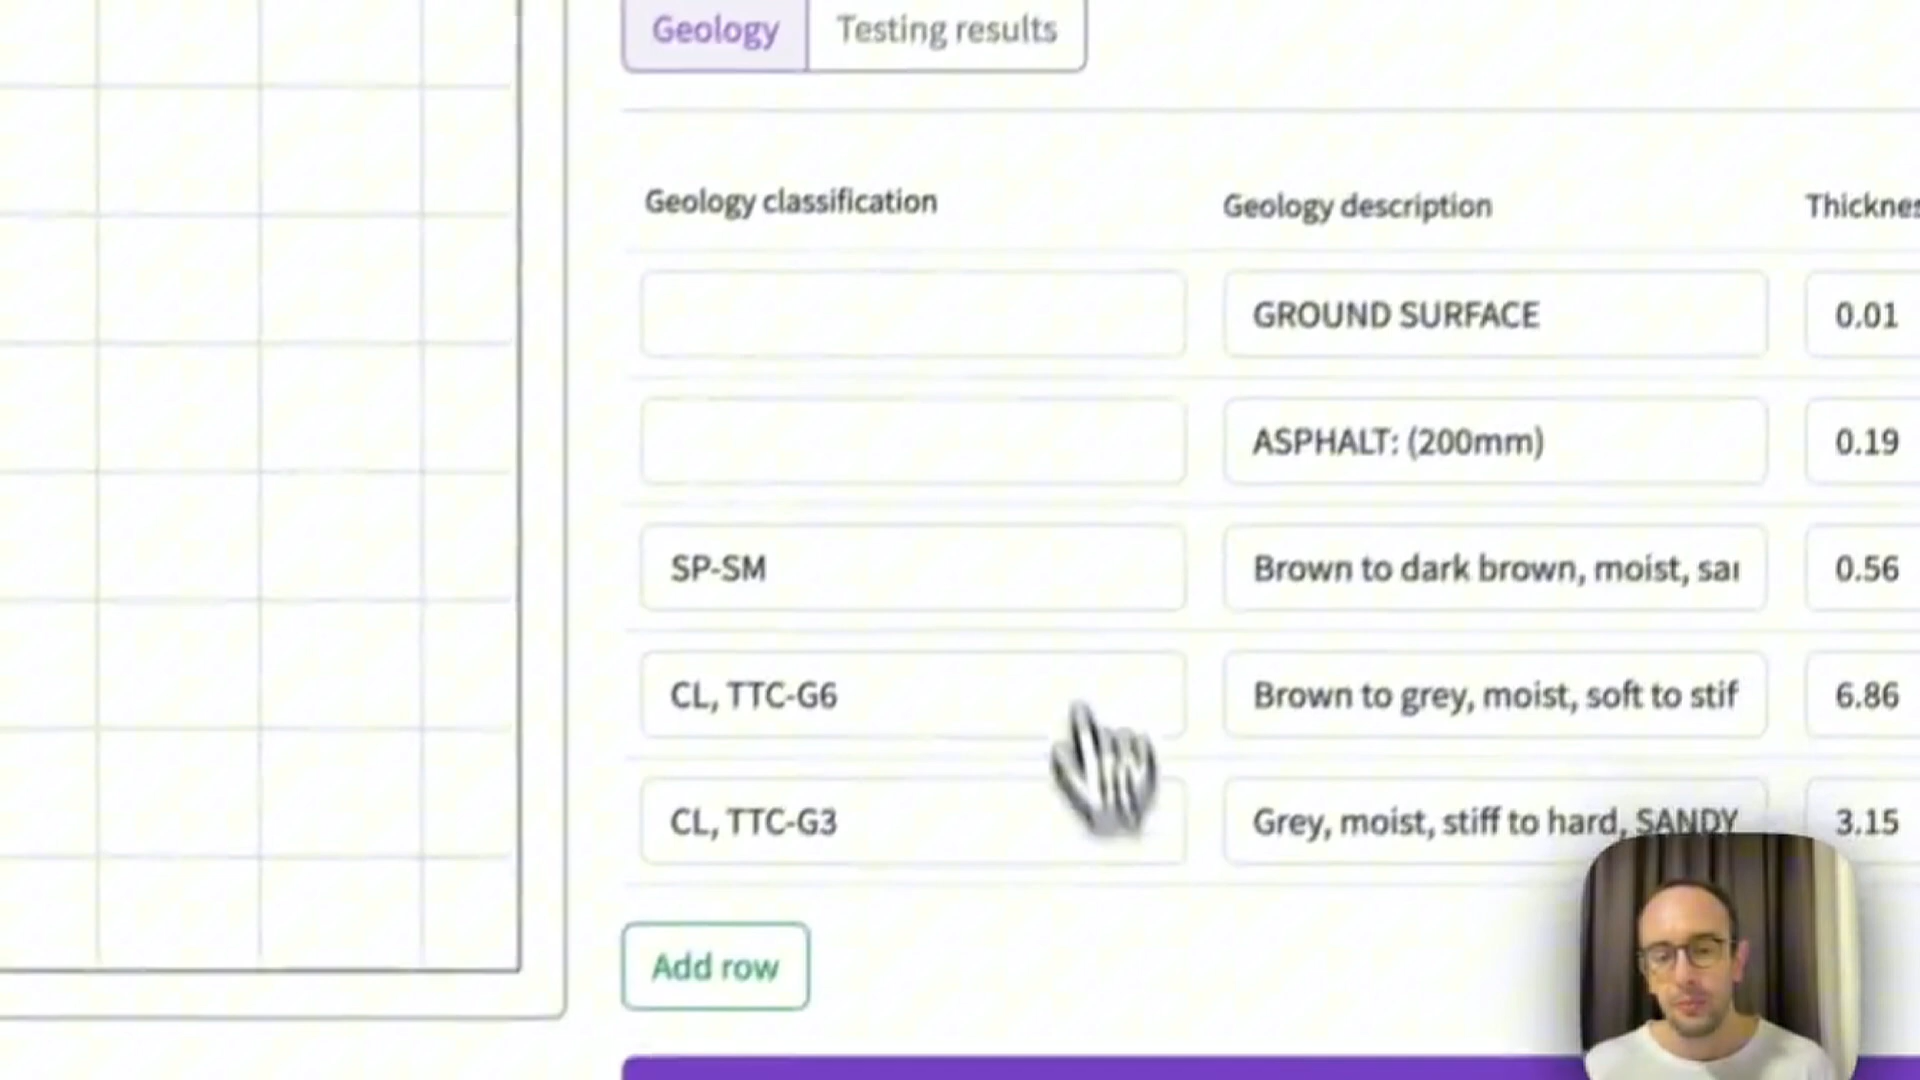 Geology Testing results
Geology classification Geology description
GROUND SURFACE 0.01
ASPHALT: (200mm) 0.19
SP-SM Brown to dark brown, moist, 0.56
CL, TTC-G6 Brown to grey, moist, soft to 6.86
CL, TTC-G3 Grey, moist, stiff to hard, SANDY 3.15
Add row